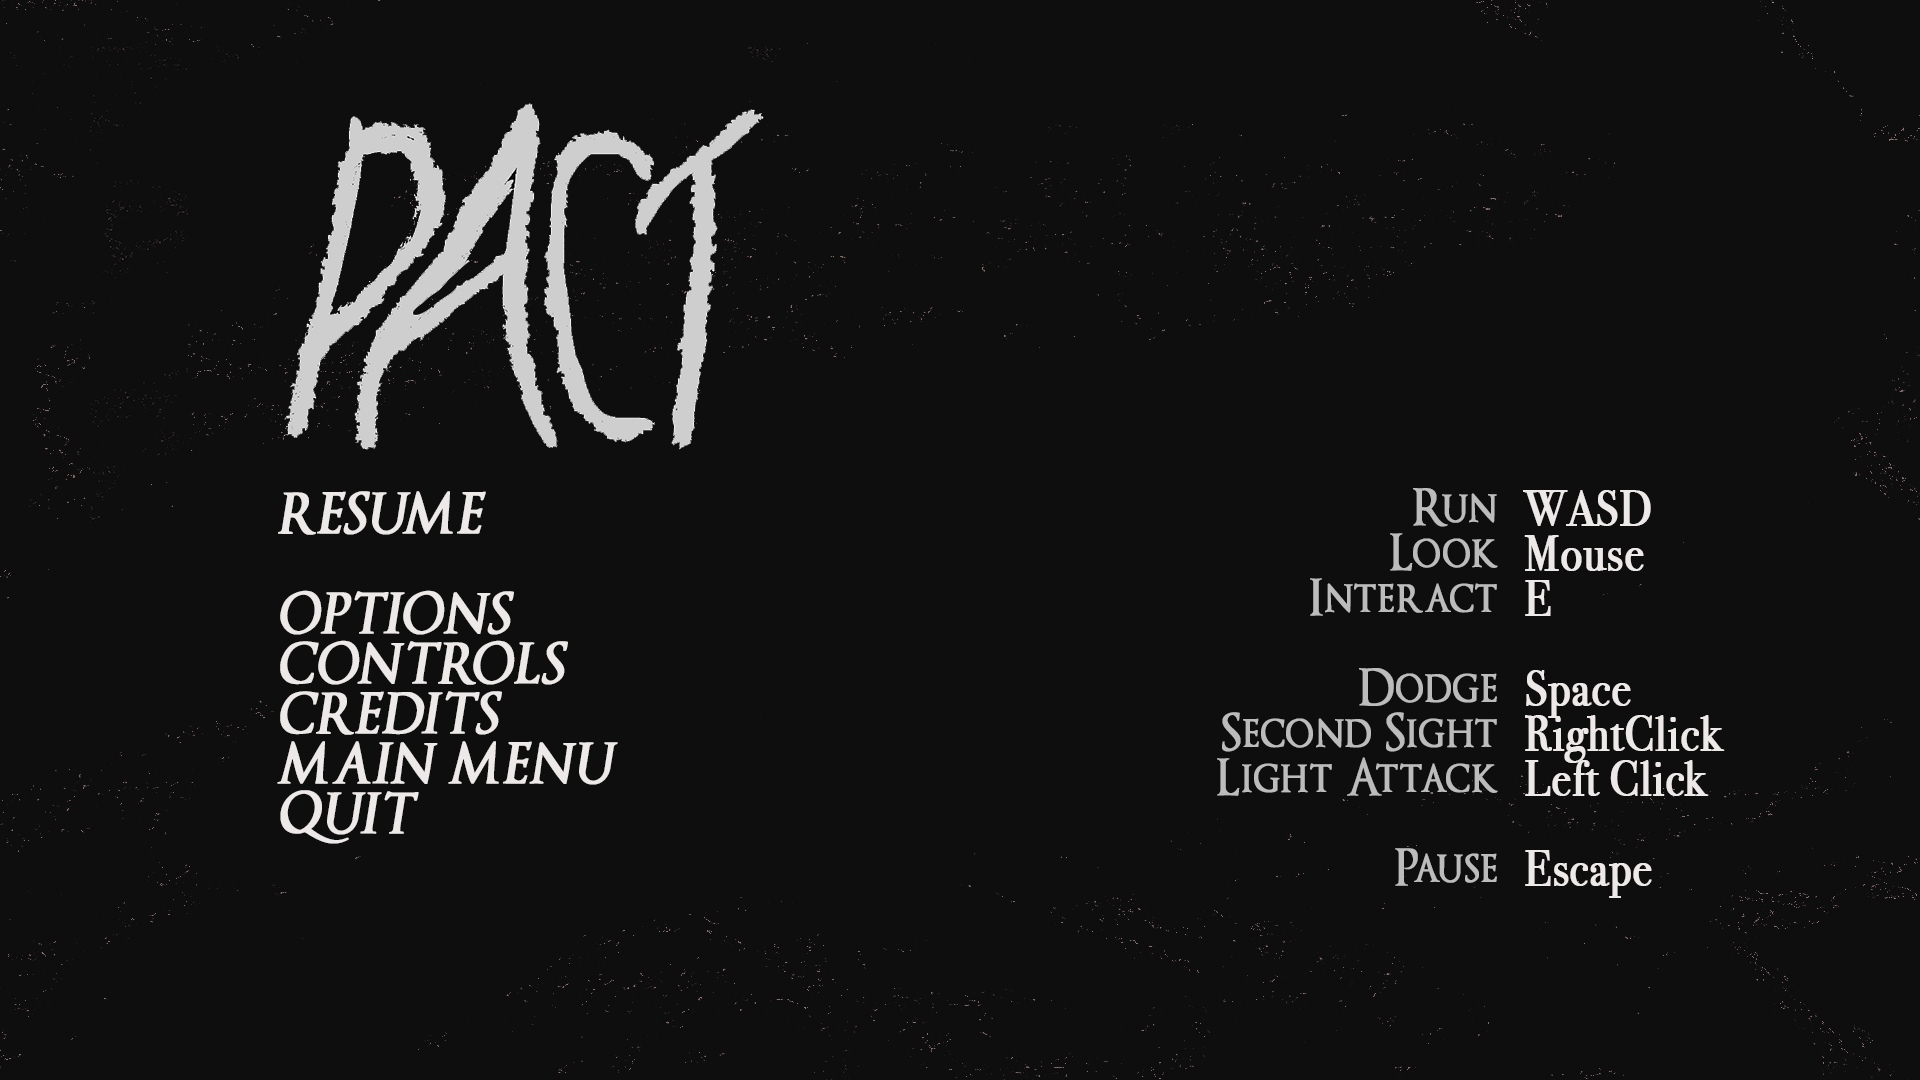 PACT
RESUME
OPTIONS
CONTROLS
CREDITS
MAIN MENU
QUIT
RUN WASD
LOOK Mouse
INTERACT E
DODGE Space
SECOND SIGHT RightClick
LIGHT ATTACK Left Click
PAUSE Escape